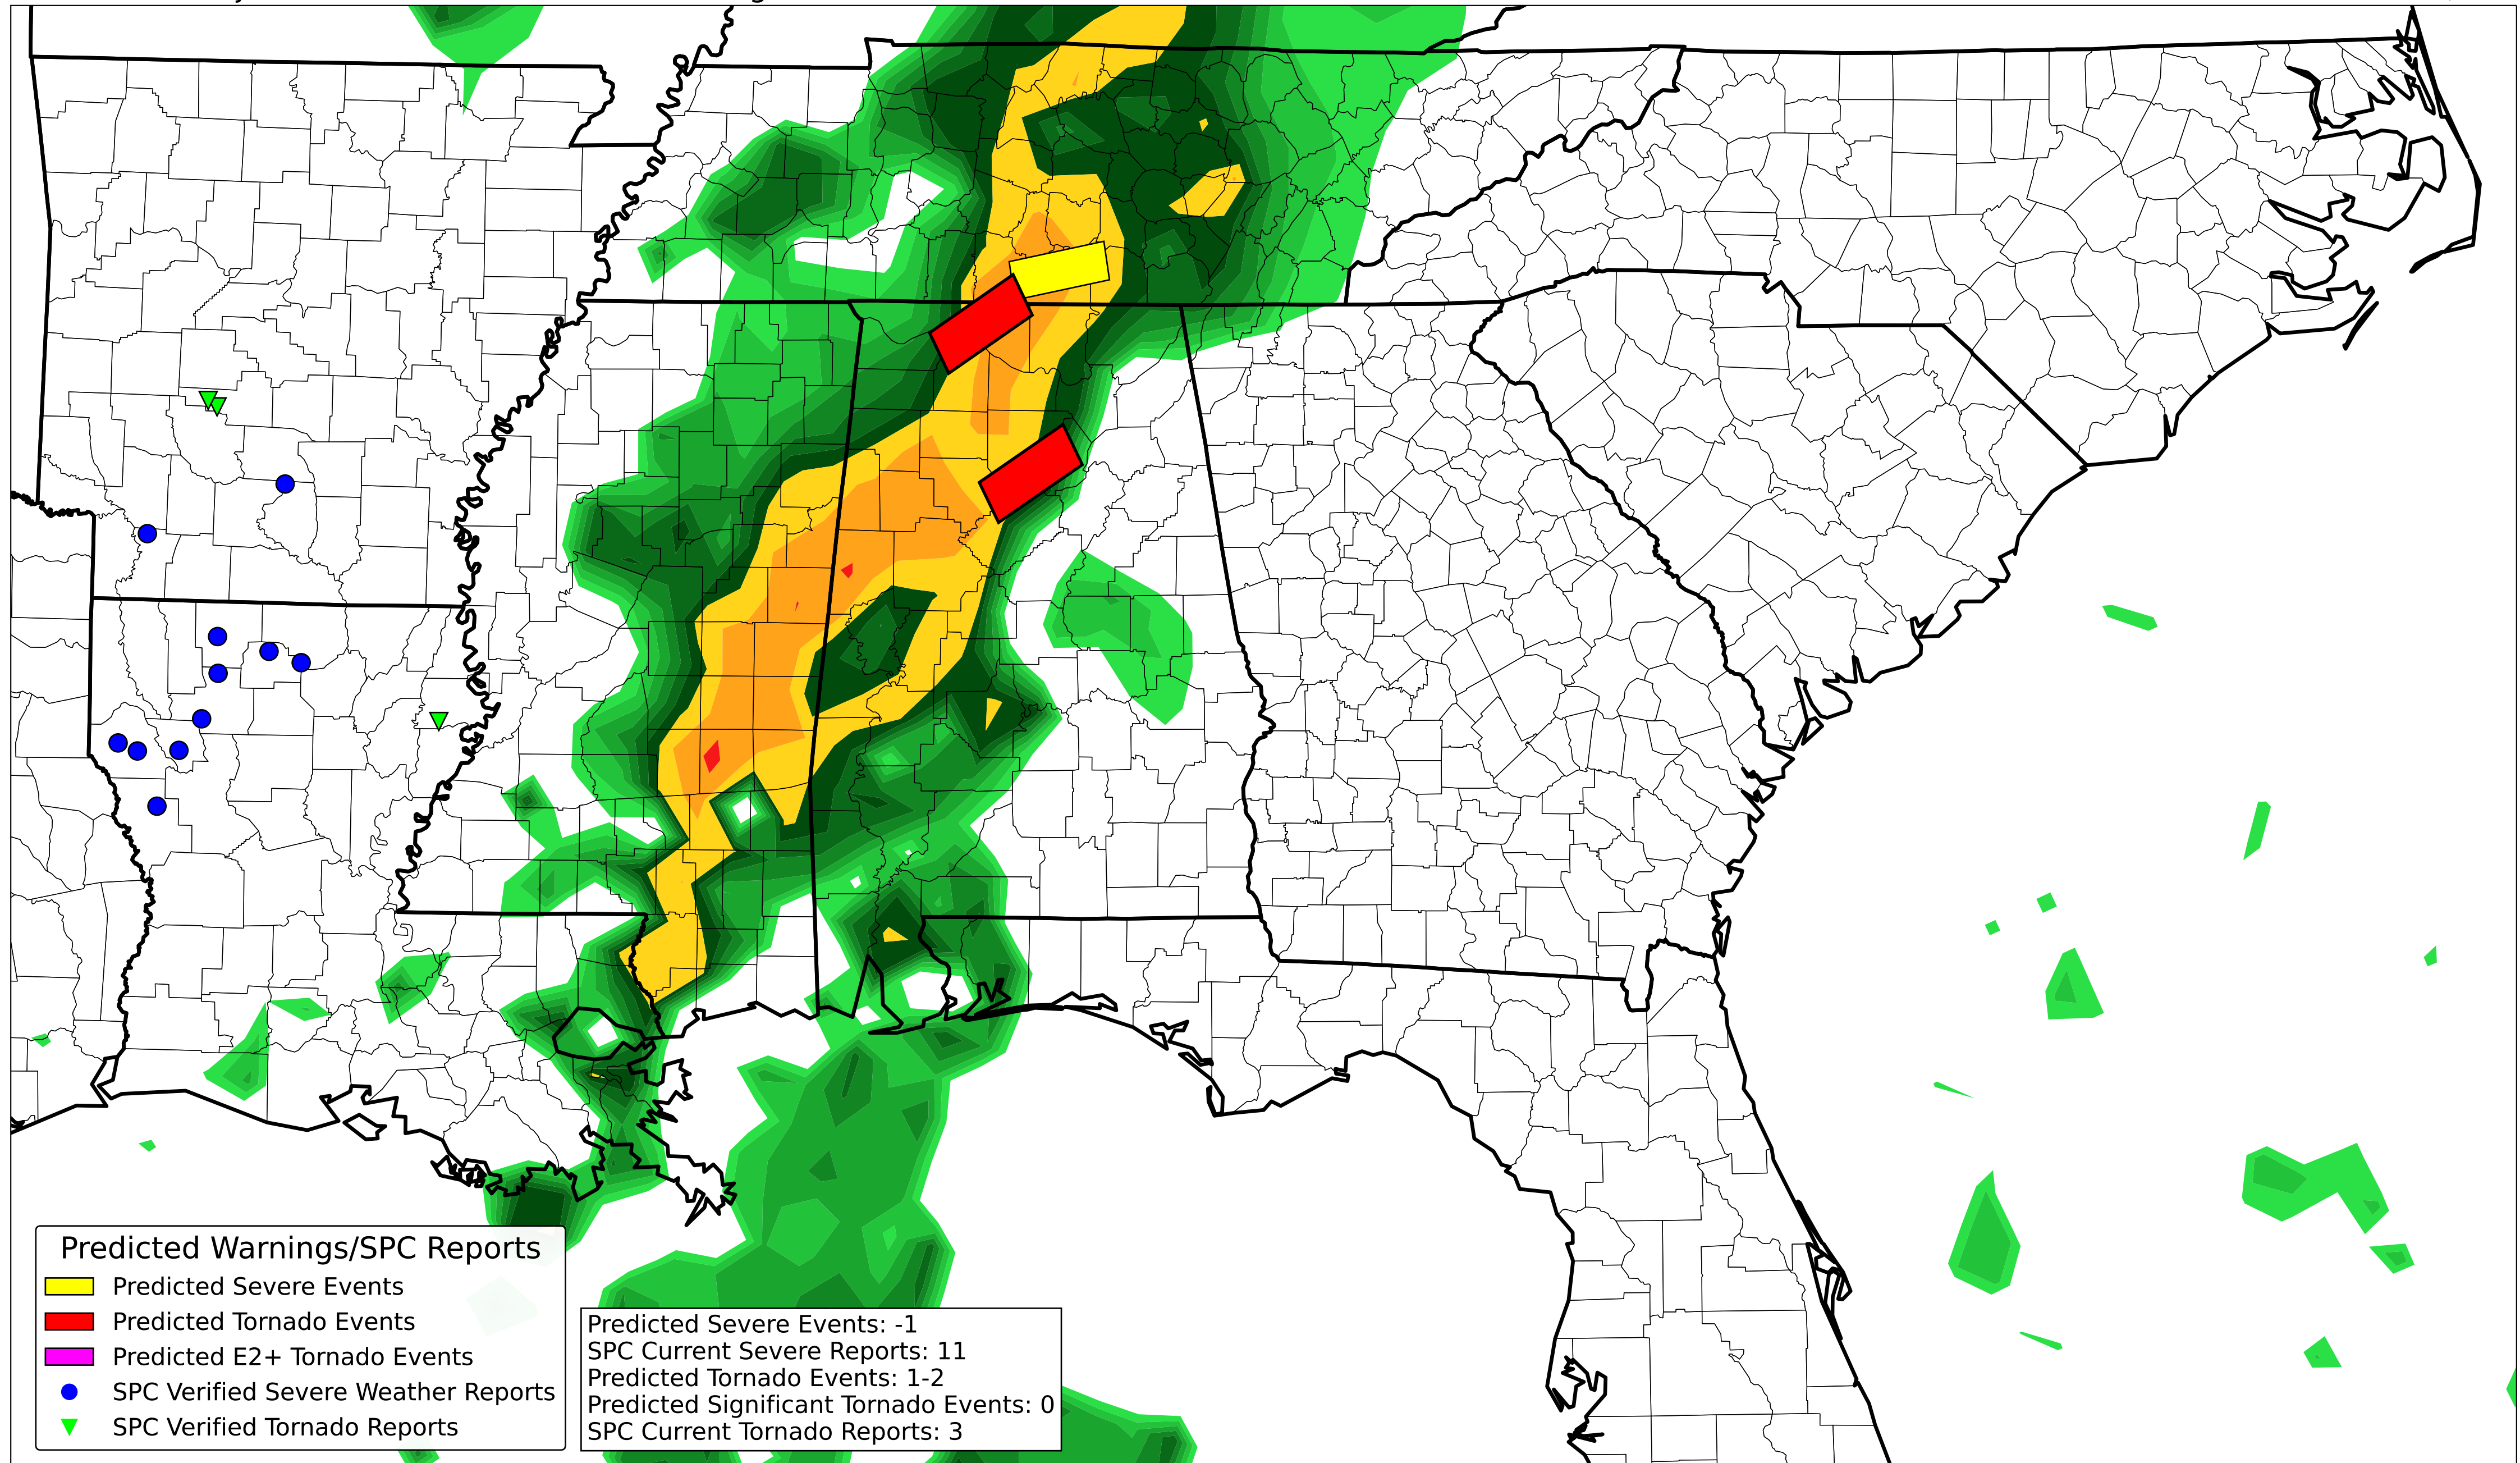 Predicted Warnings/SPC Reports
Predicted Severe Events
Predicted Tornado Events
Predicted E2+ Tornado Events
SPC Verified Severe Weather Reports
SPC Verified Tornado Reports
Predicted Severe Events: -1
SPC Current Severe Reports: 11
Predicted Tornado Events: 1-2
Predicted Significant Tornado Events: 0
SPC Current Tornado Reports: 3